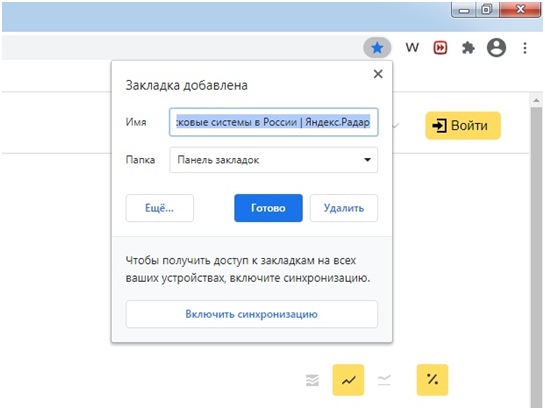 W
Закладка добавлена
Имя
ковые системы в России | Яндекс.Радар
Войти
Папка
Панель закладок
Ещё...
Готово
Удалить
Чтобы получить доступ к закладкам на всех
ваших устройствах, включите синхронизацию.
Включить синхронизацию